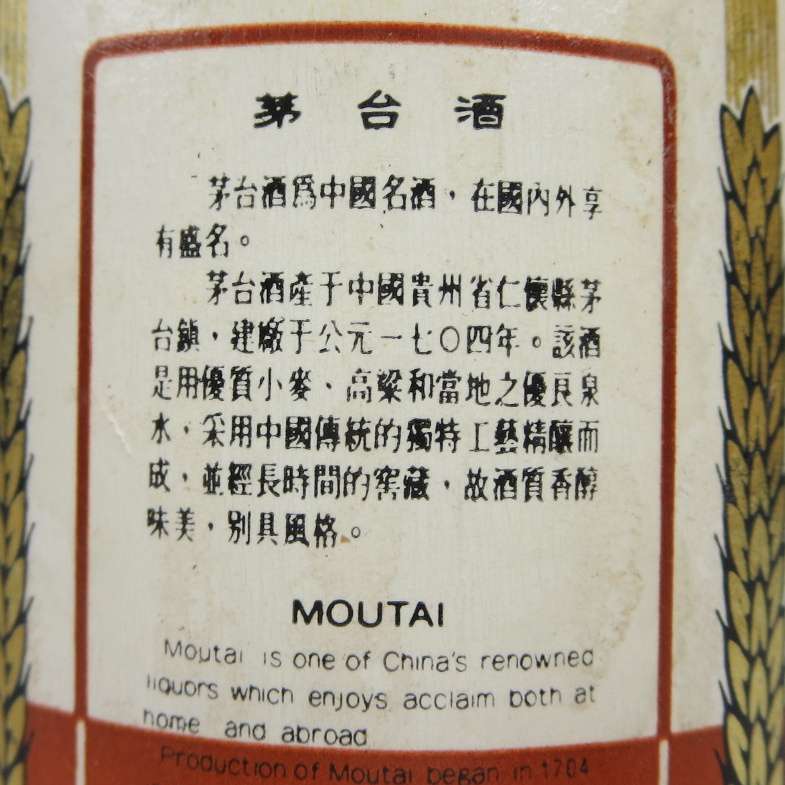 茅台酒
茅台酒爲中國名酒，在國內外享
有盛名。
茅台酒產于中國貴州省仁懷縣茅
台鎮，建廠于公元一七〇四年。該酒
是用優質小麥、高粱和當地之優良泉
水，采用中國傳統的獨特工藝精釀而
成，並經長時間的窖藏，故酒質香醇
味美，别具風格。
MOUTAI
Moutai is one of China's renowned
liquors which enjoys acclaim both at
home and abroad
Production of Moutai began in 1704